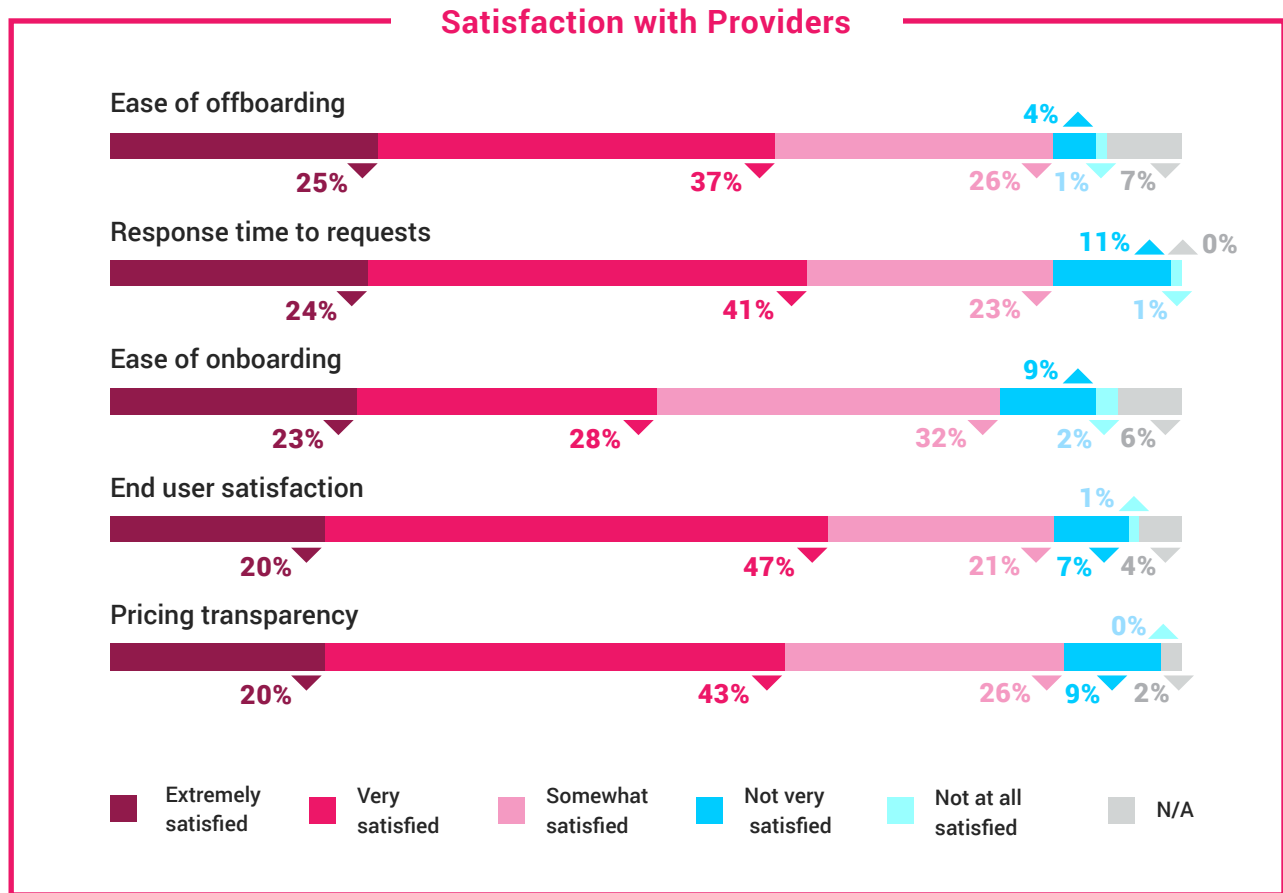 Satisfaction with Providers
Ease of offboarding
4%
25%
37%
26%
1%
7%
Response time to requests
11%
0%
24%
41%
23%
1%
Ease of onboarding
9%
23%
28%
32%
2%
6%
End user satisfaction
1%
20%
47%
21%
7%
4%
Pricing transparency
0%
20%
43%
26%
9%
2%
Extremely
satisfied
Very
satisfied
Somewhat
satisfied
Not very
satisfied
Not at all
satisfied
N/A